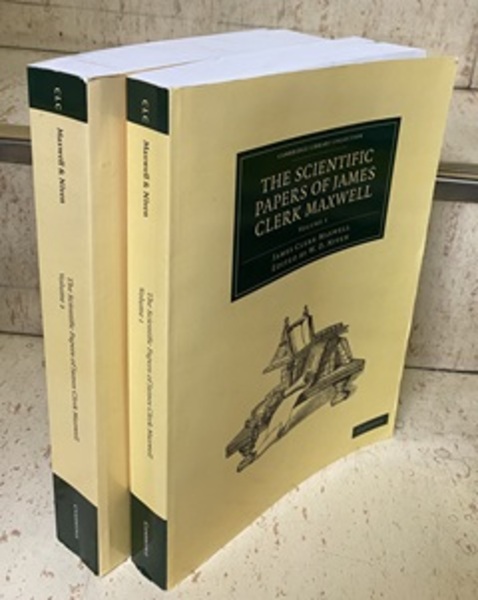 CLC
Maxwell & Niven
The Scientific Papers of James Clerk Maxwell
CAMBRIDGE
CLC
Maxwell & Niven
The Scientific Papers of James Clerk Maxwell
Volume 1
CAMBRIDGE
CAMBRIDGE LIBRARY COLLECTION
THE SCIENTIFIC
PAPERS OF JAMES
CLERK MAXWELL
VOLUME 1
JAMES CLERK MAXWELL
EDITED BY W. D. NIVEN
CAMBRIDGE